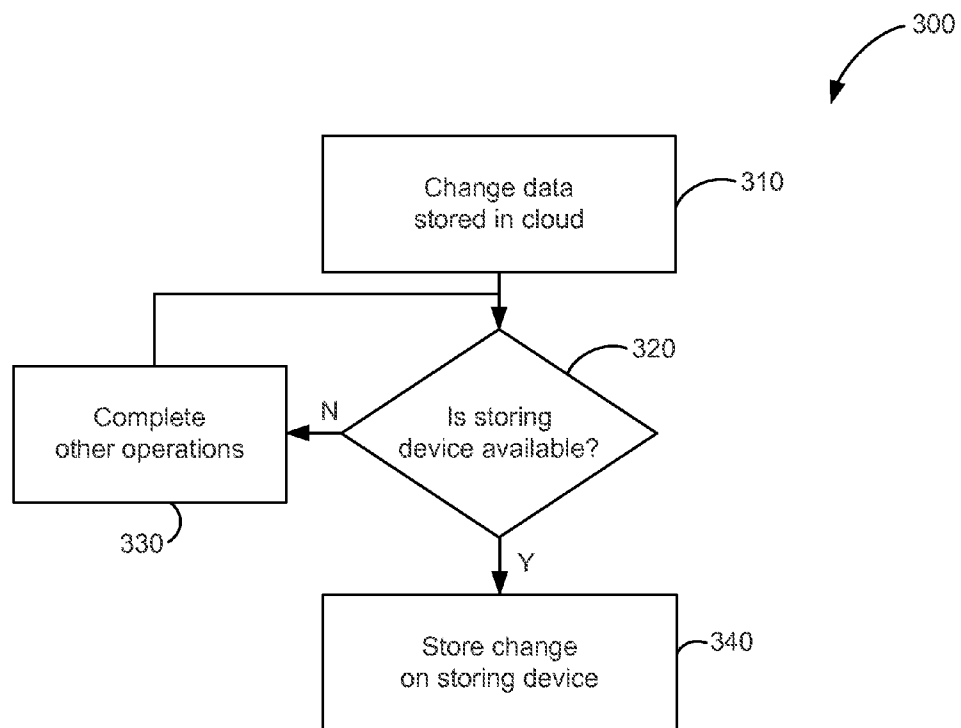 300
Change data
stored in cloud
310
320
Is storing
device available?
N
Complete
other operations
330
Y
Store change
on storing device
340